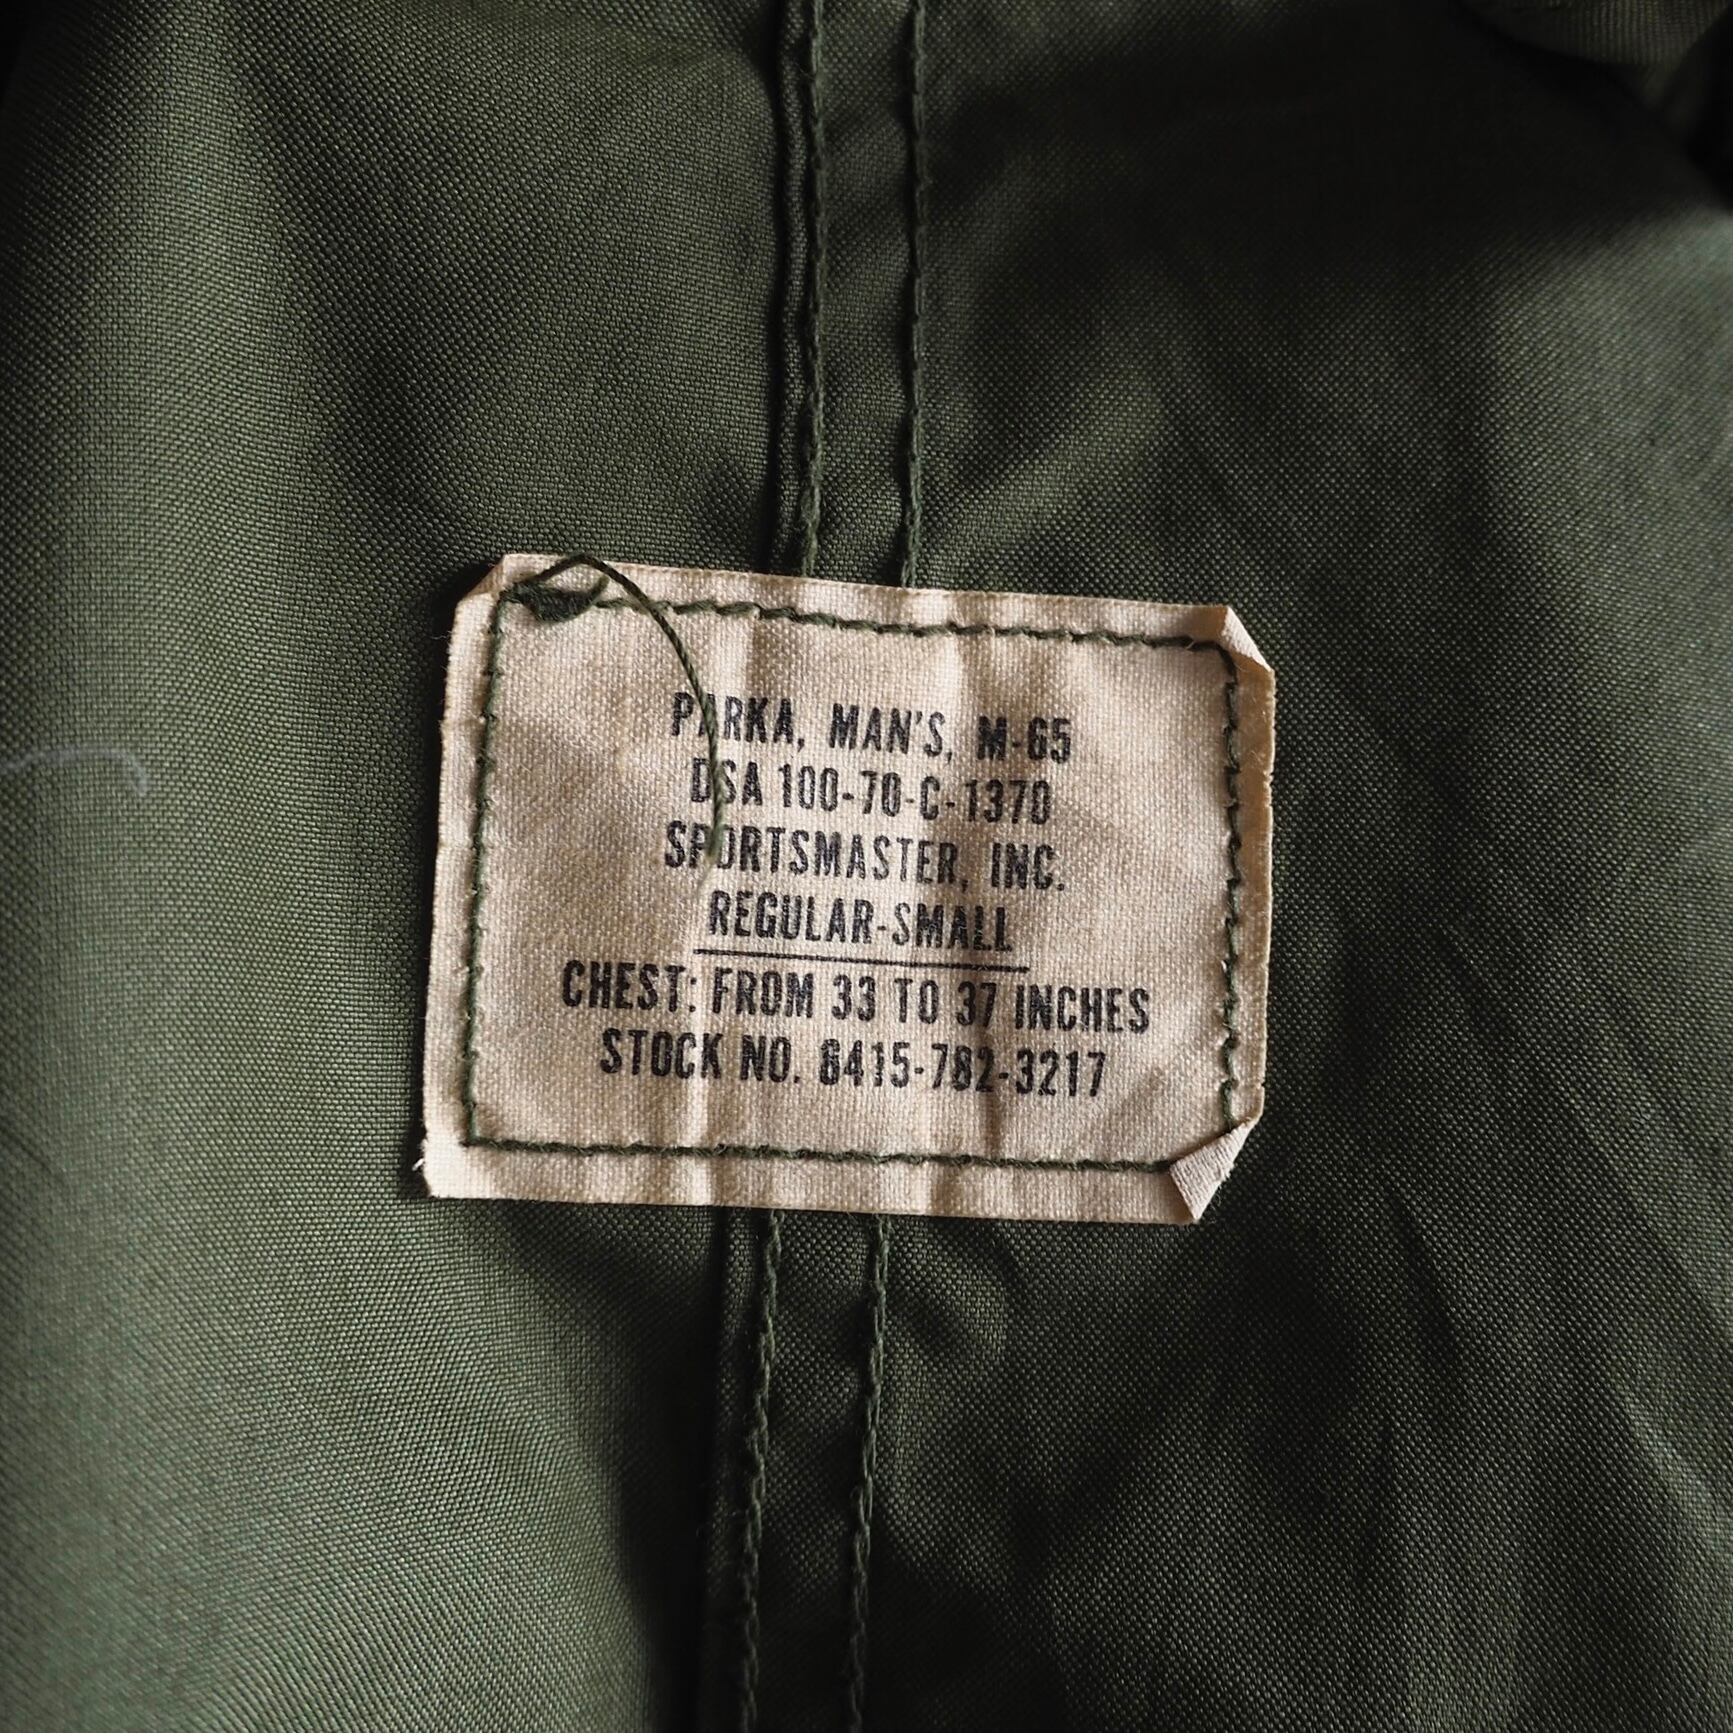 PARKA, MAN'S, M-65
DSA 100-70-C-1370
SPORTSMASTER, INC.
REGULAR-SMALL
CHEST: FROM 33 TO 37 INCHES
STOCK NO. 8415-782-3217